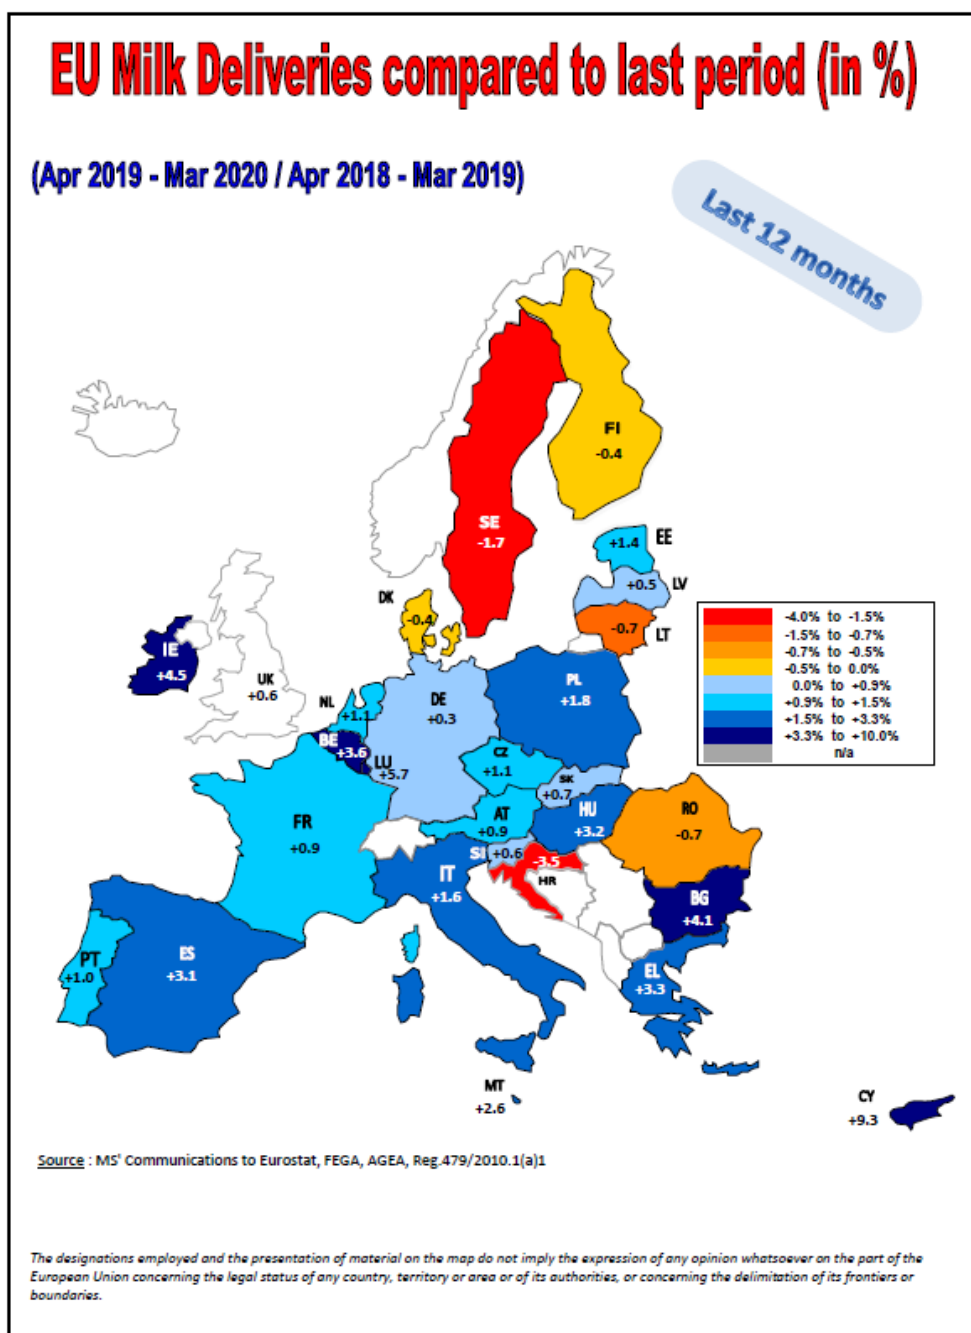 EU Milk Deliveries compared to last period (in %)
(Apr 2019 - Mar 2020 / Apr 2018 - Mar 2019)
Last 12 months
FI
-0.4
SE
-1.7
EE
+1.4
LV
+0.5
LT
-0.7
DK
-0.4
IE
+4.5
UK
+0.6
NL
+1.1
BE
+3.6
LU
+5.7
DE
+0.3
PL
+1.8
CZ
+1.1
SK
+0.7
AT
+0.9
HU
+3.2
RO
-0.7
FR
+0.9
SI
+0.6
-3.5
HR
IT
+1.6
BG
+4.1
PT
+1.0
ES
+3.1
EL
+3.3
MT
+2.6
CY
+9.3
-4.0% to -1.5%
-1.5% to -0.7%
-0.7% to -0.5%
-0.5% to 0.0%
0.0% to +0.9%
+0.9% to +1.5%
+1.5% to +3.3%
+3.3% to +10.0%
n/a
Source : MS' Communications to Eurostat, FEGA, AGEA, Reg.479/2010.1(a)1
The designations employed and the presentation of material on the map do not imply the expression of any opinion whatsoever on the part of the
European Union concerning the legal status of any country, territory or area or of its authorities, or concerning the delimitation of its frontiers or
boundaries.